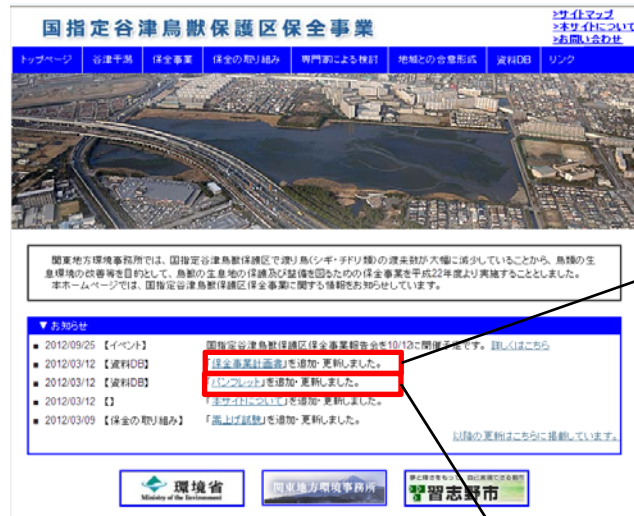 国指定谷津鳥獣保護区保全事業
>サイトマップ
>本サイトについて
>お問い合わせ
トップページ 谷津干潟 保全事業 保全の取り組み 専門家による検討 地域との合意形成 資料DB リンク
関東地方環境事務所では、国指定谷津鳥獣保護区で渡り鳥(シギ・チドリ類)の渡来数が大幅に減少していることから、鳥類の生
息環境の改善等を目的として、鳥獣の生息地の保護及び整備を図るための保全事業を平成22年度より実施することとしました。
本ホームページでは、国指定谷津鳥獣保護区保全事業に関する情報をお知らせしています。
▼お知らせ
■ 2012/09/25 【イベント】 国指定谷津鳥獣保護区保全事業報告会を10/12に開催予定です。 詳しくはこちら
■ 2012/03/12 【資料DB】 「保全事業計画書」を追加・更新しました。
■ 2012/03/12 【資料DB】 「パンフレット」を追加・更新しました。
■ 2012/03/12 【】 「本サイトについて」を追加・更新しました。
■ 2012/03/09 【保全の取り組み】 「嵩上げ試験」を追加・更新しました。
以降の更新はこちらに掲載しています。
環境省
Ministry of the Environment
関東地方環境事務所
習志野市